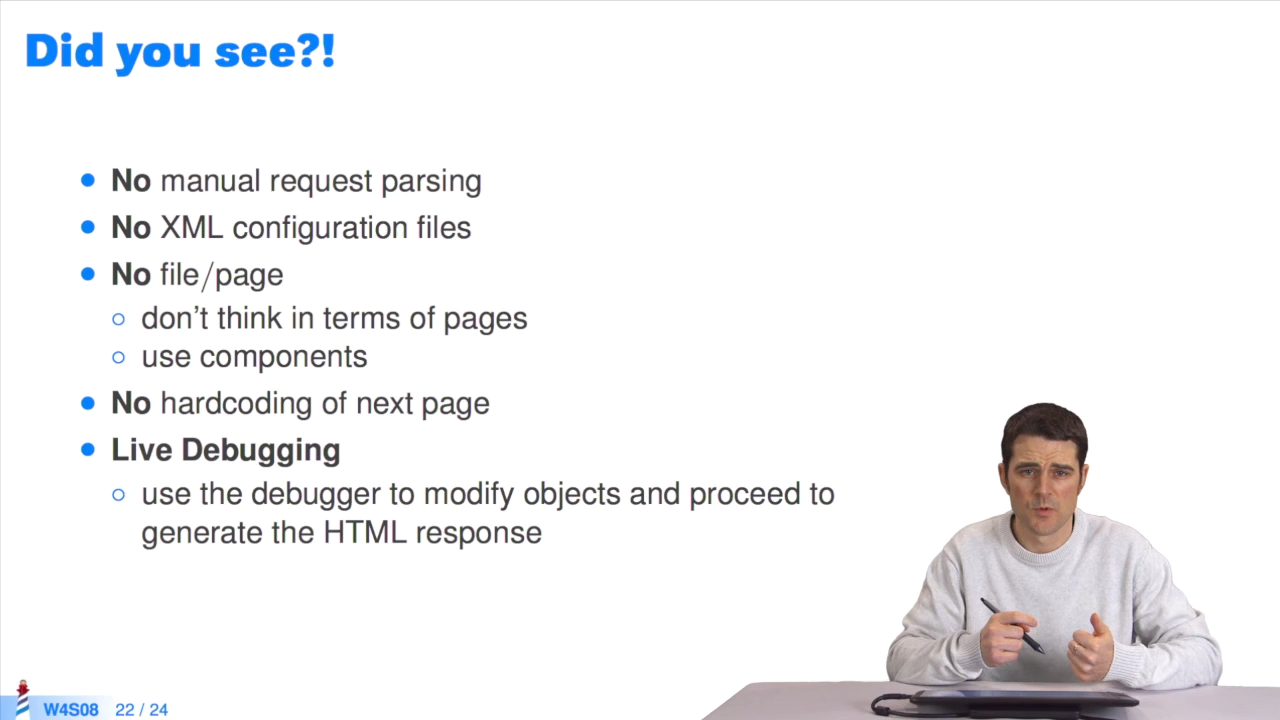 Did you see?!
No manual request parsing
No XML configuration files
No file/page
don't think in terms of pages
use components
No hardcoding of next page
Live Debugging
use the debugger to modify objects and proceed to
generate the HTML response
W4S08 22 / 24